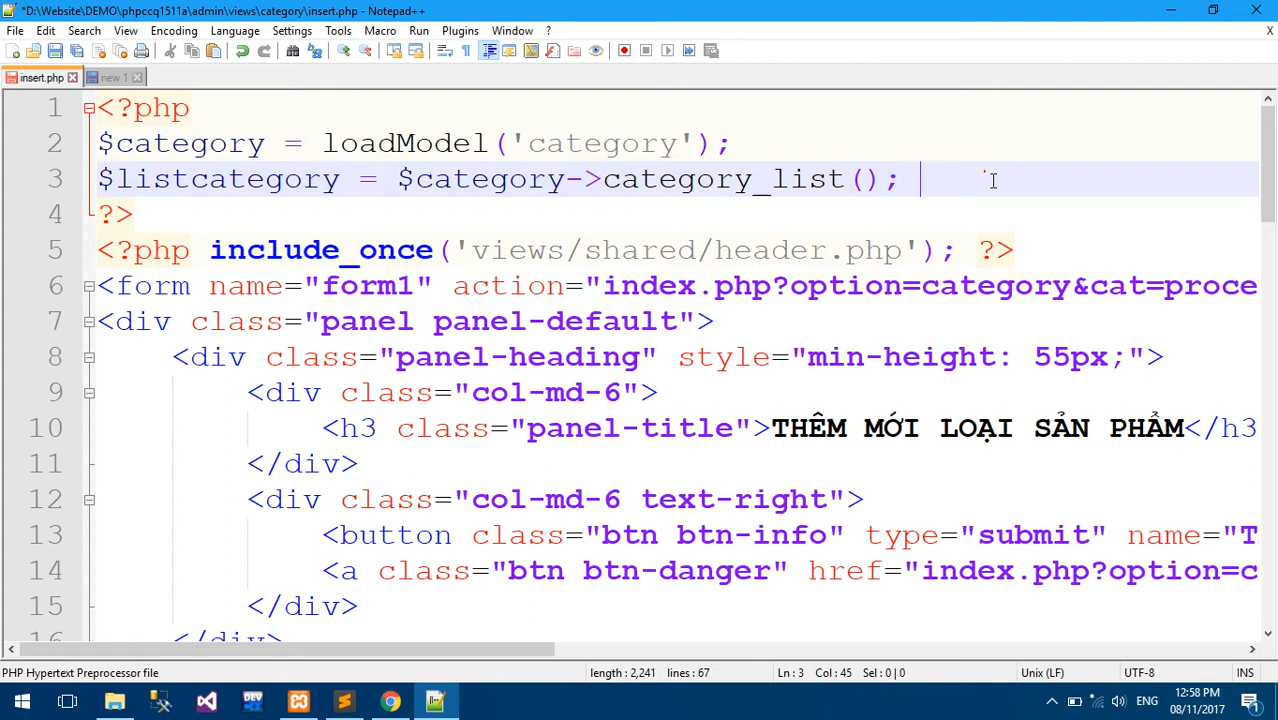 *D:\Website\DEMO\phpccq1511a\admin\views\category\insert.php - Notepad++
File Edit Search View Encoding Language Settings Tools Macro Run Plugins Window ? X
insert.php new 1
1 <?php
2 $category = loadModel('category');
3 $listcategory = $category->category_list();
4 ?>
5 <?php include_once('views/shared/header.php'); ?>
6 <form name="form1" action="index.php?option=category&cat=proce
7 <div class="panel panel-default">
8 <div class="panel-heading" style="min-height: 55px;">
9 <div class="col-md-6">
10 <h3 class="panel-title">THÊM MỚI LOẠI SẢN PHẨM</h3
11 </div>
12 <div class="col-md-6 text-right">
13 <button class="btn btn-info" type="submit" name="T
14 <a class="btn btn-danger" href="index.php?option=c
15 </div>
16 </div>
PHP Hypertext Preprocessor file length : 2,241 lines : 67 Ln : 3 Col : 45 Sel : 0 | 0 Unix (LF) UTF-8 INS
ENG 12:58 PM
08/11/2017